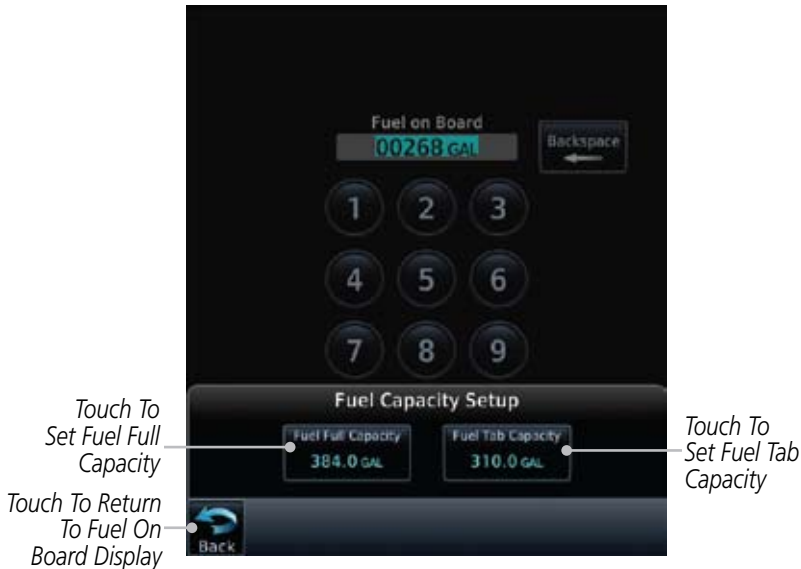 Fuel on Board
00268 GAL
Backspace
1 2 3
4 5 6
7 8 9
Fuel Capacity Setup
Touch To
Set Fuel Full
Capacity
Fuel Full Capacity
384.0 GAL
Fuel Tab Capacity
310.0 GAL
Touch To
Set Fuel Tab
Capacity
Touch To Return
To Fuel On
Board Display
Back